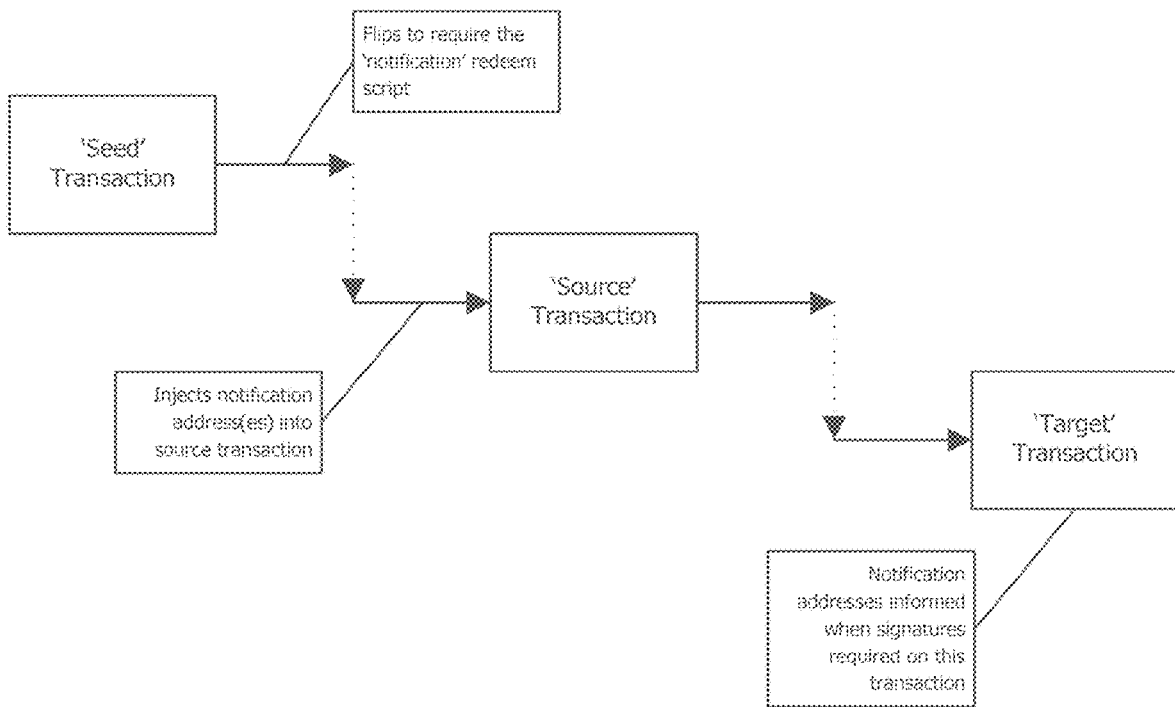 Flips to require the
'notification' redeem
script
'Seed'
Transaction
'Source'
Transaction
Injects notification
address(es) into
source transaction
'Target'
Transaction
Notification
addresses informed
when signatures
required on this
transaction